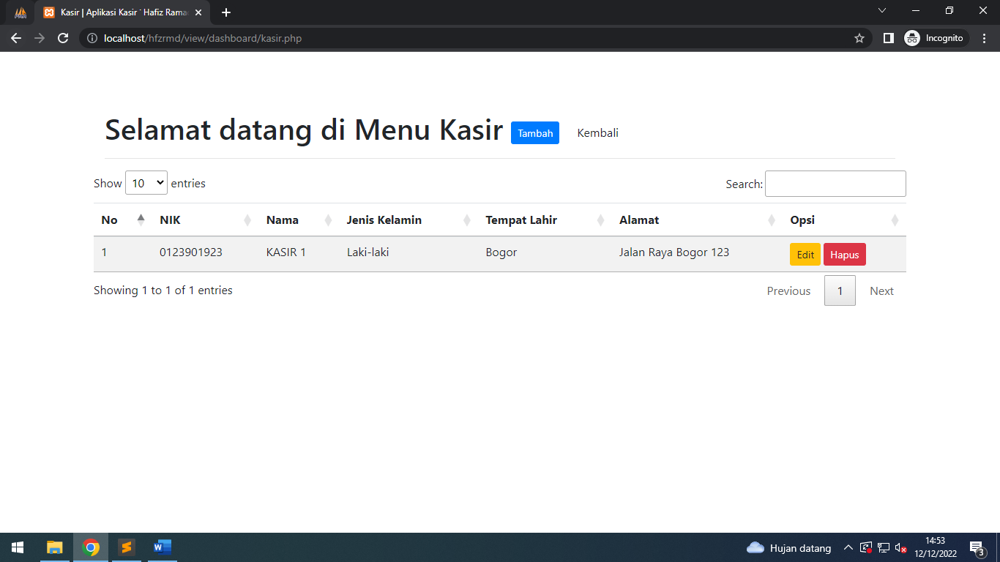 Kasir | Aplikasi Kasir ~ Hafiz Rama
localhost/hfzrmd/view/dashboard/kasir.php
Incognito
Selamat datang di Menu Kasir Tambah Kembali
Show 10 entries Search:
No NIK Nama Jenis Kelamin Tempat Lahir Alamat Opsi
1 0123901923 KASIR 1 Laki-laki Bogor Jalan Raya Bogor 123 Edit Hapus
Showing 1 to 1 of 1 entries Previous 1 Next
Hujan datang
14:53
12/12/2022
3